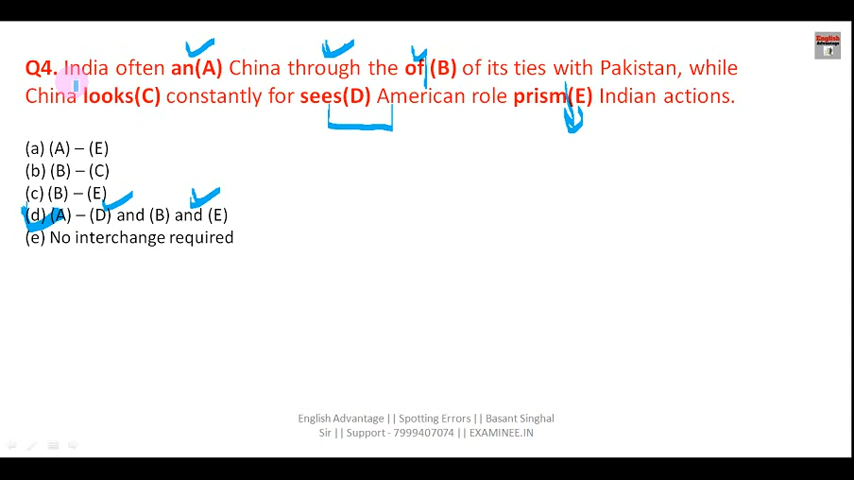 English
Advantage
Q4. India often an(A) China through the of (B) of its ties with Pakistan, while
China looks(C) constantly for sees(D) American role prism(E) Indian actions.
(a) (A) – (E)
(b) (B) – (C)
(c) (B) – (E)
(d) (A) – (D) and (B) and (E)
(e) No interchange required
English Advantage || Spotting Errors || Basant Singhal
Sir || Support - 7999407074 || EXAMINEE.IN